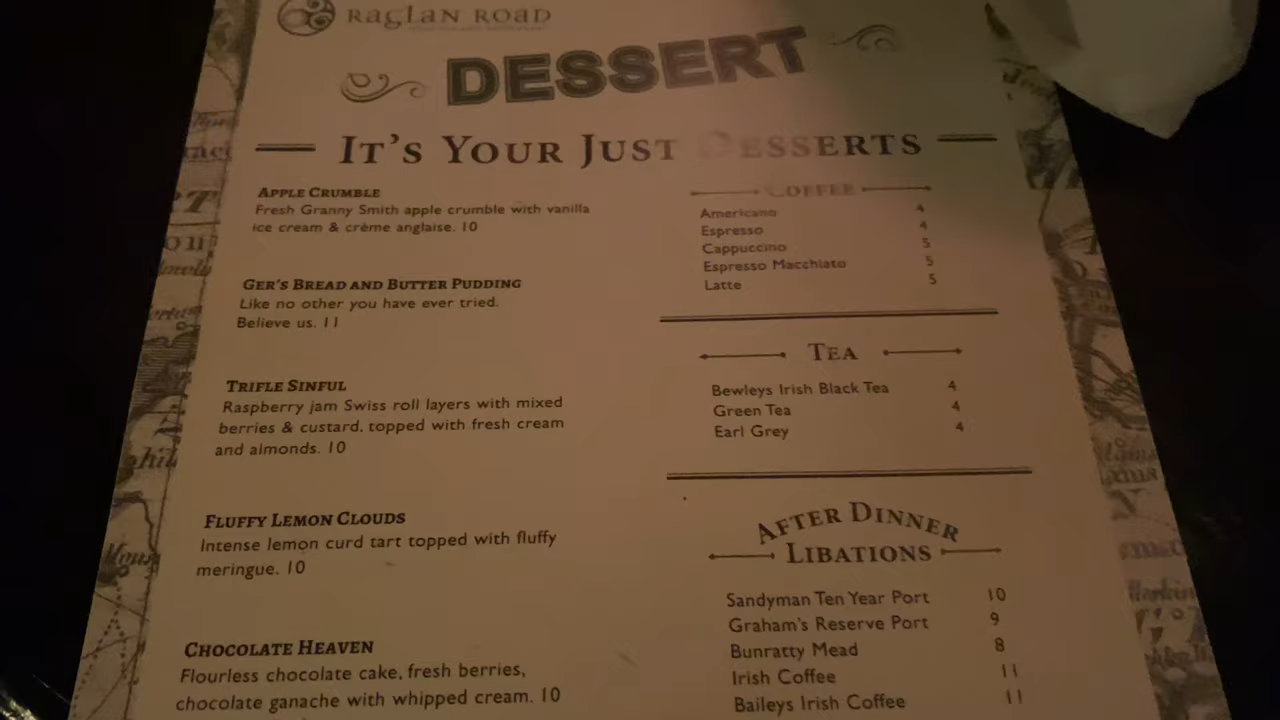 RAGLAN ROAD
DESSERT
IT'S YOUR JUST DESSERTS
APPLE CRUMBLE
Fresh Granny Smith apple crumble with vanilla
ice cream & crème anglaise. 10
GER'S BREAD AND BUTTER PUDDING
Like no other you have ever tried.
Believe us. 11
TRIFLE SINFUL
Raspberry jam Swiss roll layers with mixed
berries & custard, topped with fresh cream
and almonds. 10
FLUFFY LEMON CLOUDS
Intense lemon curd tart topped with fluffy
meringue. 10
CHOCOLATE HEAVEN
Flourless chocolate cake, fresh berries,
chocolate ganache with whipped cream. 10
COFFEE
Americano 4
Espresso 4
Cappuccino 5
Espresso Macchiato 5
Latte 5
TEA
Bewleys Irish Black Tea 4
Green Tea 4
Earl Grey 4
AFTER DINNER
LIBATIONS
Sandyman Ten Year Port 10
Graham's Reserve Port 9
Bunratty Mead 8
Irish Coffee 11
Baileys Irish Coffee 11